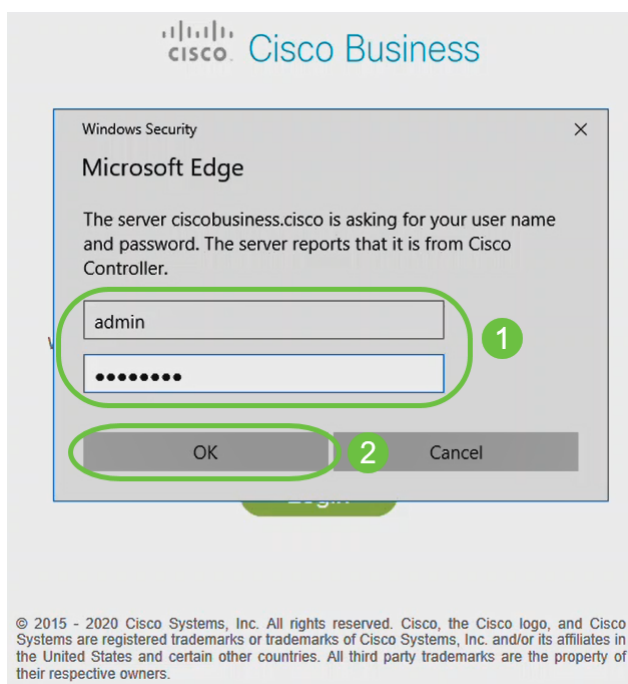 cisco Cisco Business
Windows Security
Microsoft Edge
The server ciscobusiness.cisco is asking for your user name
and password. The server reports that it is from Cisco
Controller.
admin
1
••••••••
OK
2
Cancel
Login
© 2015 - 2020 Cisco Systems, Inc. All rights reserved. Cisco, the Cisco logo, and Cisco
Systems are registered trademarks or trademarks of Cisco Systems, Inc. and/or its affiliates in
the United States and certain other countries. All third party trademarks are the property of
their respective owners.